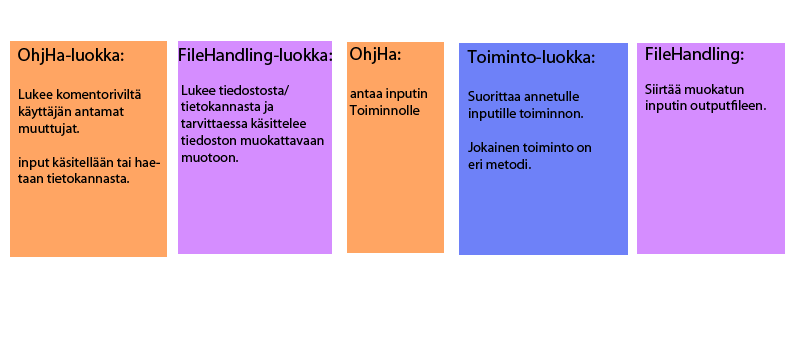 OhjHa-luokka:
Lukee komentoriviltä
käyttäjän antamat
muuttujat.
input käsitellään tai hae-
taan tietokannasta.
FileHandling-luokka:
Lukee tiedostosta/
tietokannasta ja
tarvittaessa käsittelee
tiedoston muokattavaan
muotoon.
OhjHa:
antaa inputin
Toiminnolle
Toiminto-luokka:
Suorittaa annetulle
inputille toiminnon.
Jokainen toiminto on
eri metodi.
FileHandling:
Siirtää muokatun
inputin outputfileen.